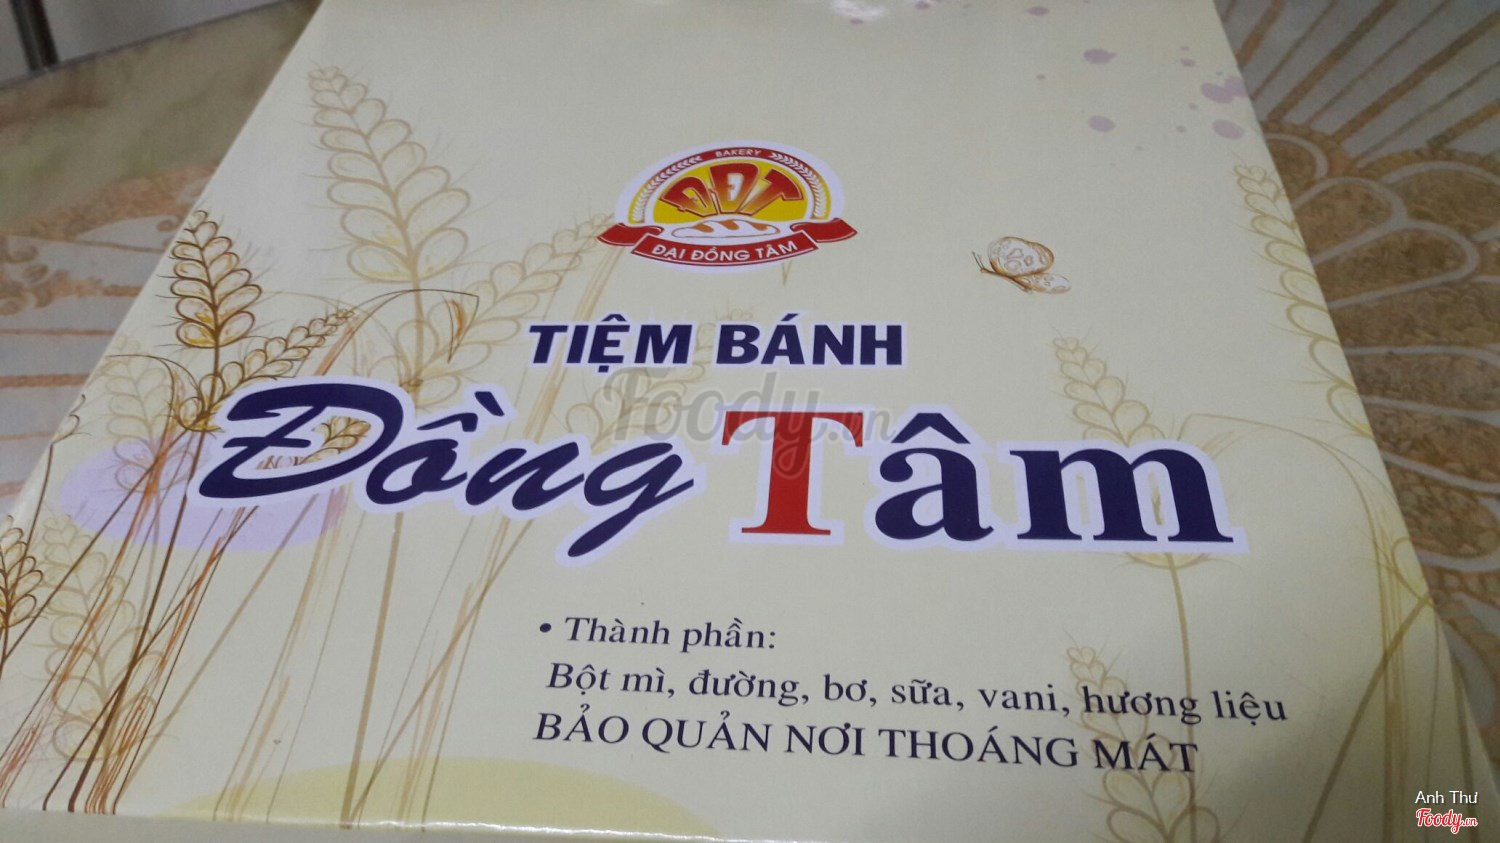 BAKERY
ĐĐT
ĐẠI ĐỒNG TÂM
TIỆM BÁNH
Đồng Tâm
Foody.vn
• Thành phần:
Bột mì, đường, bơ, sữa, vani, hương liệu
BẢO QUẢN NƠI THOÁNG MÁT
Anh Thư
Foody.vn